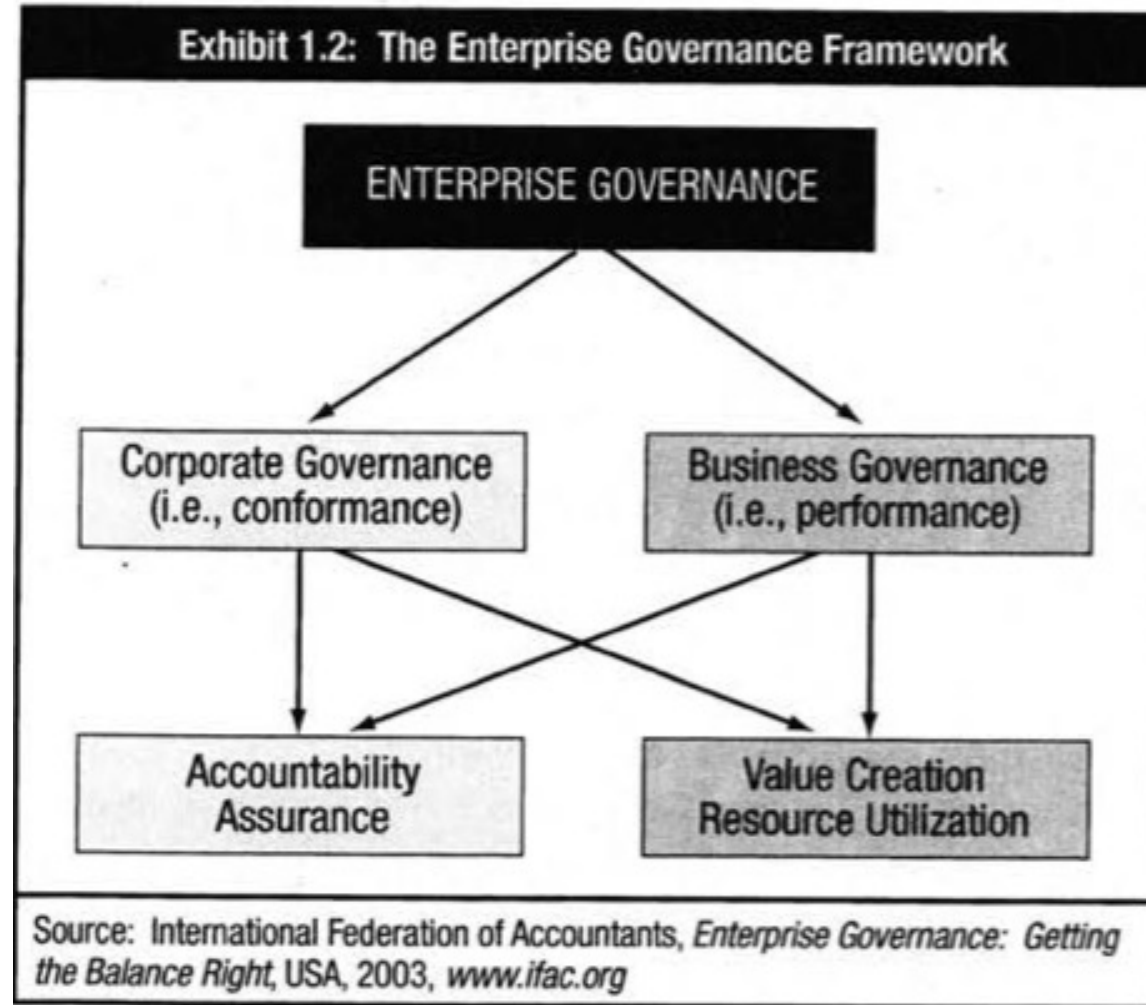 Exhibit 1.2: The Enterprise Governance Framework
ENTERPRISE GOVERNANCE
Corporate Governance
(i.e., conformance)
Business Governance
(i.e., performance)
Accountability
Assurance
Value Creation
Resource Utilization
Source: International Federation of Accountants, Enterprise Governance: Getting
the Balance Right, USA, 2003, www.ifac.org